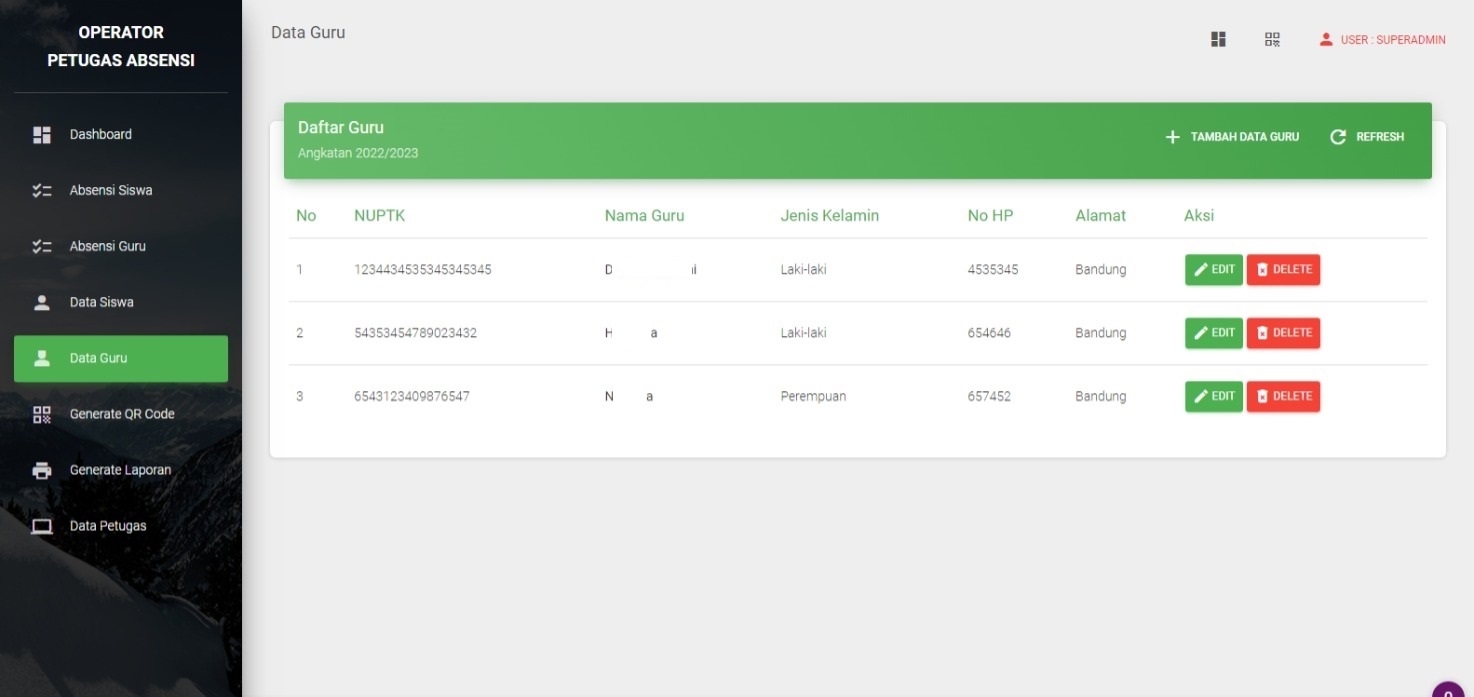 OPERATOR
PETUGAS ABSENSI
Dashboard
Absensi Siswa
Absensi Guru
Data Siswa
Data Guru
Generate QR Code
Generate Laporan
Data Petugas
Data Guru
USER : SUPERADMIN
Daftar Guru
Angkatan 2022/2023
TAMBAH DATA GURU REFRESH
No NUPTK Nama Guru Jenis Kelamin No HP Alamat Aksi
1 1234434535345345345 Laki-laki 4535345 Bandung EDIT DELETE
2 54353454789023432 H a Laki-laki 654646 Bandung EDIT DELETE
3 6543123409876547 N a Perempuan 657452 Bandung EDIT DELETE